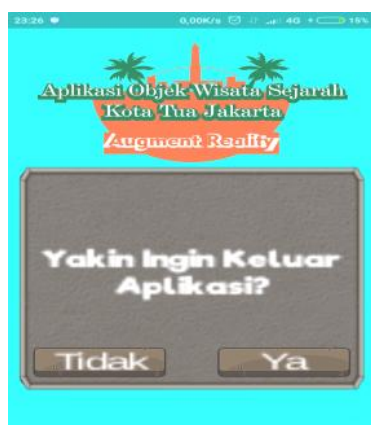 23:26 0,00K/s 4G 15%
Aplikasi Objek Wisata Sejarah
Kota Tua Jakarta
Augment Reality
Yakin Ingin Keluar
Aplikasi?
Tidak Ya